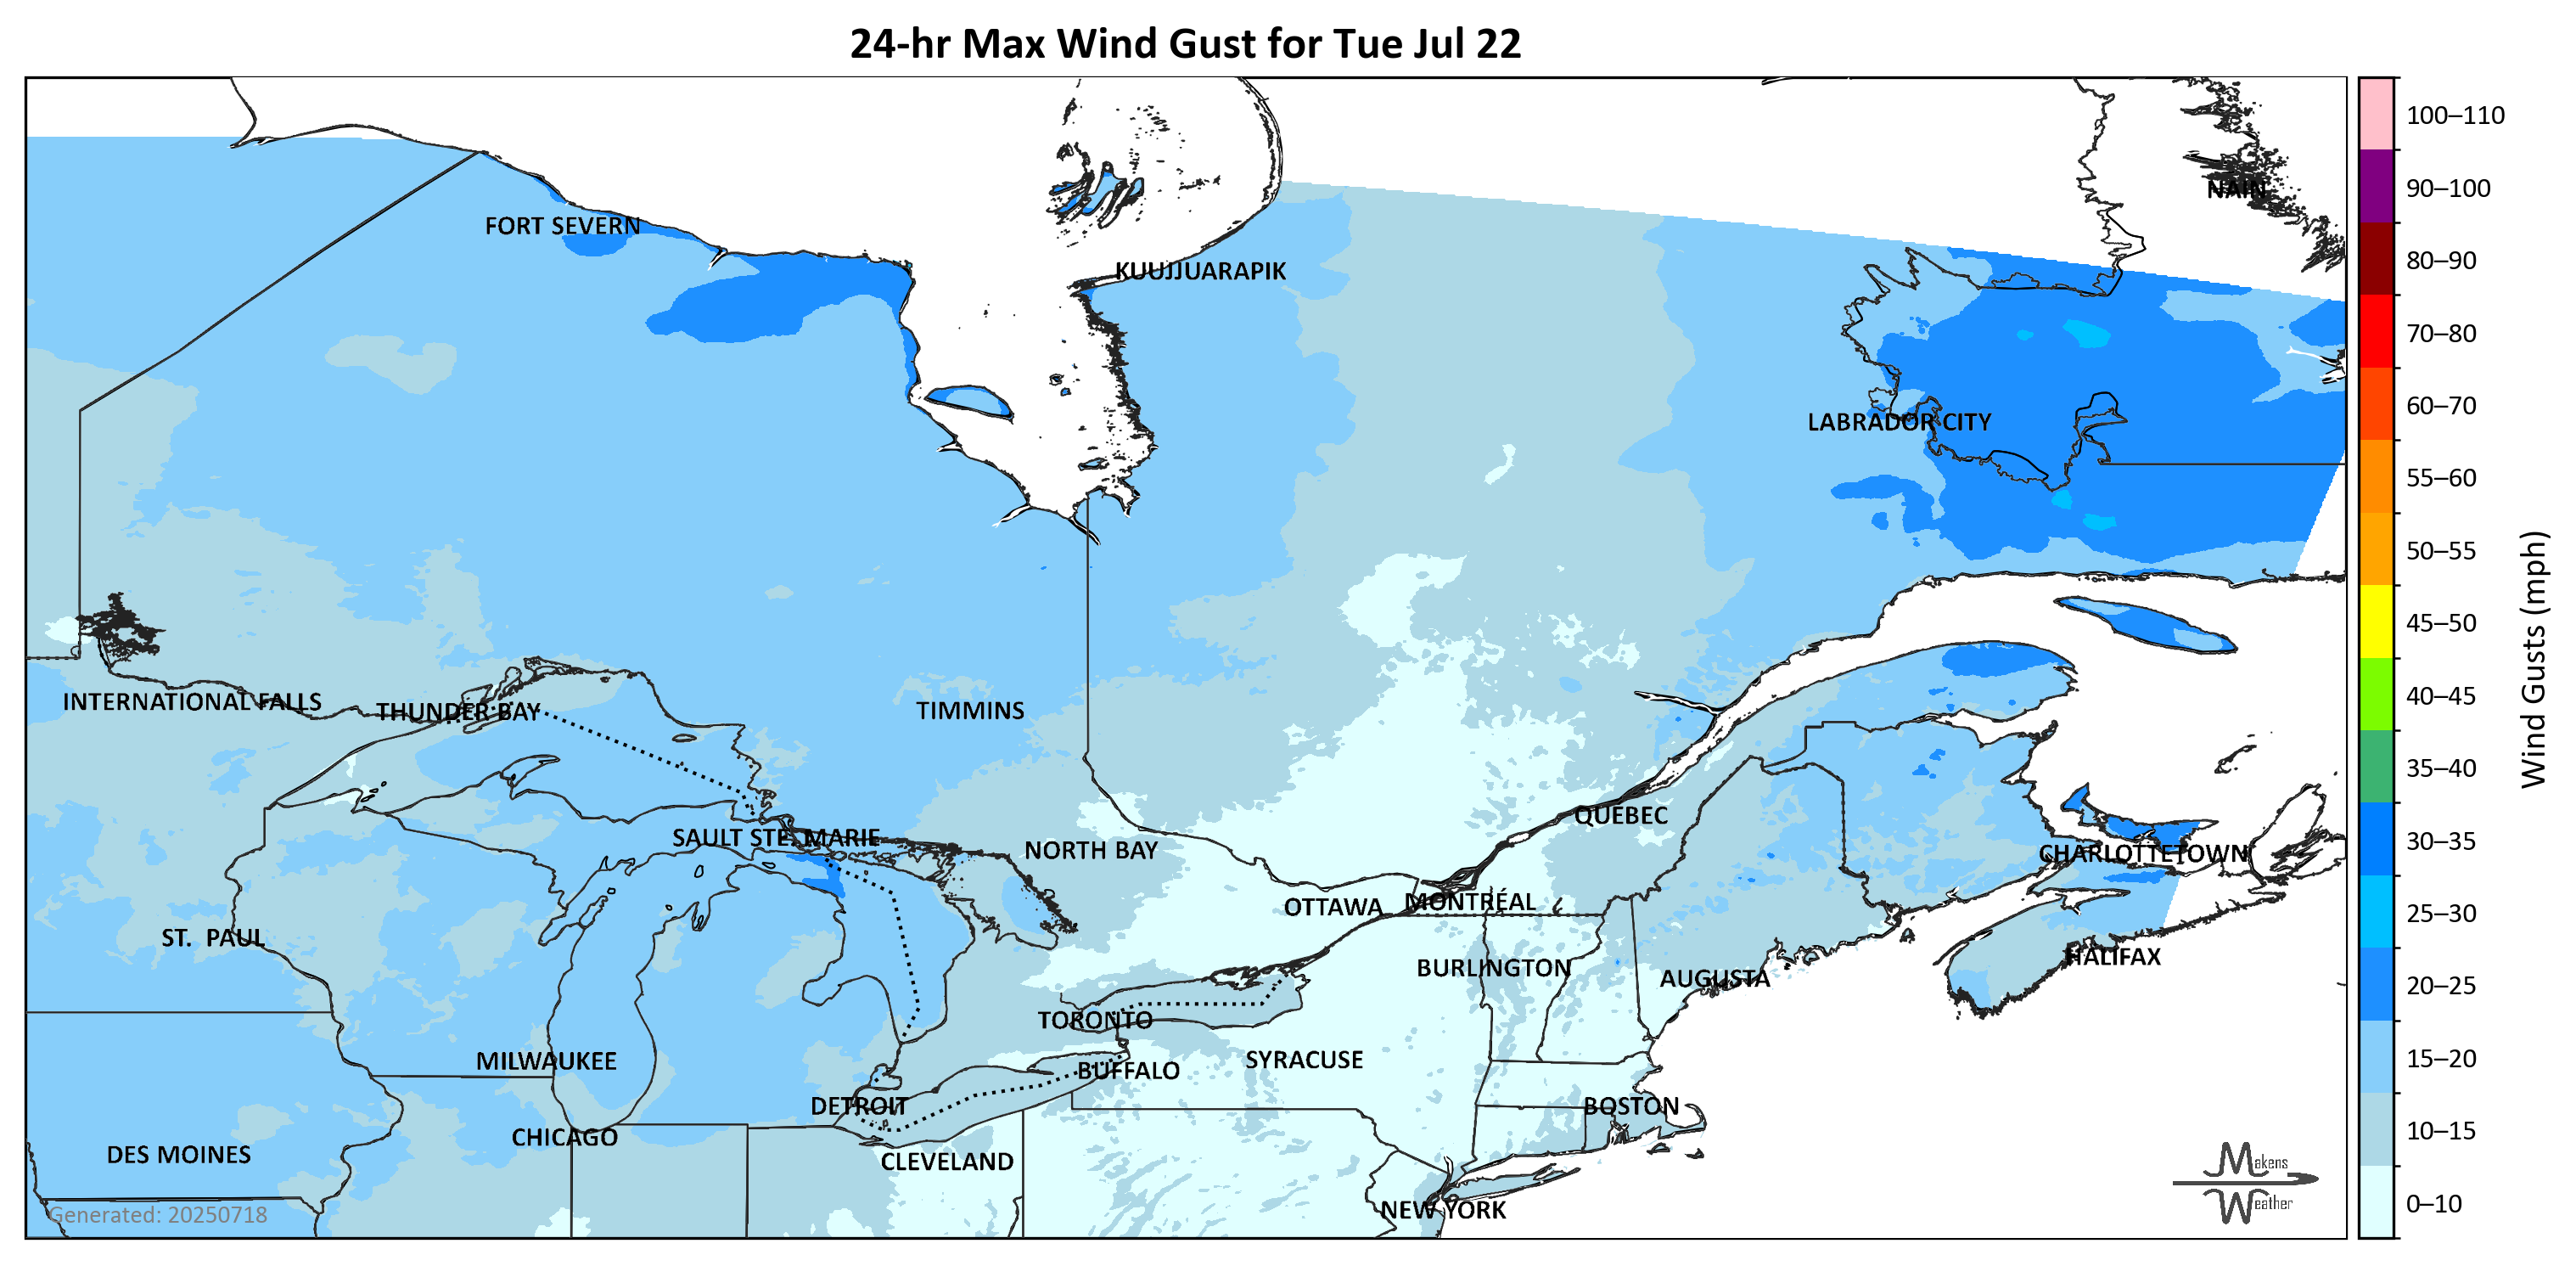 24-hr Max Wind Gust for Tue Jul 22
100–110
90–100
NAIN
FORT SEVERN
80–90
KUUJJUARAPIK
70–80
60–70
LABRADOR CITY
55–60
50–55
45–50
40–45
INTERNATIONAL FALLS
THUNDER BAY
TIMMINS
35–40
Wind Gusts (mph)
QUEBEC
30–35
SAULT STE. MARIE
NORTH BAY
CHARLOTTETOWN
OTTAWA
MONTRÉAL
25–30
ST. PAUL
HALIFAX
BURLINGTON
AUGUSTA
20–25
TORONTO
MILWAUKEE
SYRACUSE
15–20
BUFFALO
DETROIT
BOSTON
CHICAGO
10–15
DES MOINES
CLEVELAND
Makens
Weather
0–10
NEW YORK
Generated: 20250718